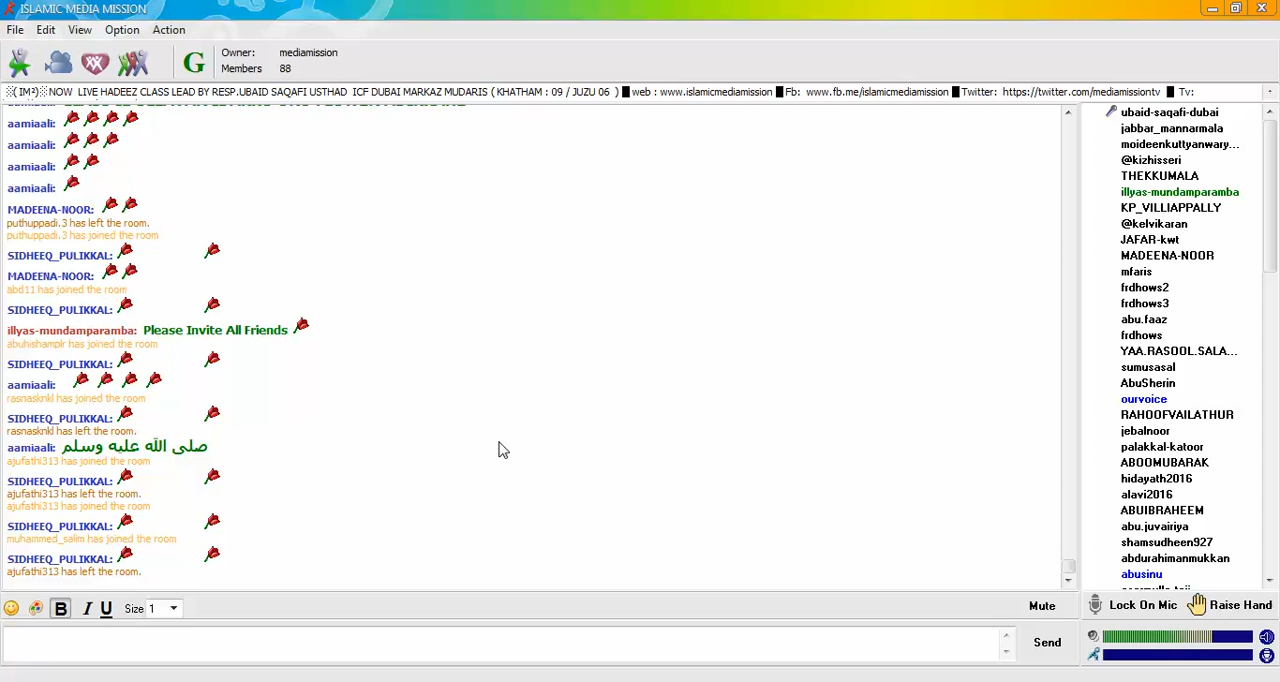 ISLAMIC MEDIA MISSION
File Edit View Option Action
G Owner: mediamission
Members 88
(IM²) NOW LIVE HADEEZ CLASS LEAD BY RESP.UBAID SAQAFI USTHAD ICF DUBAI MARKAZ MUDARIS ( KHATHAM : 09 / JUZU 06 ) web : www.islamicmediamission Fb: www.fb.me/islamicmediamission Twitter: https://twitter.com/mediamissiontv Tv:
aamiaali:
aamiaali:
aamiaali:
aamiaali:
MADEENA-NOOR:
puthuppadi.3 has left the room.
puthuppadi.3 has joined the room
SIDHEEQ_PULIKKAL:
MADEENA-NOOR:
abd11 has joined the room
SIDHEEQ_PULIKKAL:
illyas-mundamparamba: Please Invite All Friends
abuhishamplr has joined the room
SIDHEEQ_PULIKKAL:
aamiaali:
rasnasknkl has joined the room
SIDHEEQ_PULIKKAL:
rasnasknkl has left the room.
aamiaali: صلى الله عليه وسلم
ajufathi313 has joined the room
SIDHEEQ_PULIKKAL:
ajufathi313 has left the room.
ajufathi313 has joined the room
SIDHEEQ_PULIKKAL:
muhammed_salim has joined the room
SIDHEEQ_PULIKKAL:
ajufathi313 has left the room.
ubaid-saqafi-dubai
jabbar_mannarmala
moideenkuttyanwary...
@kizhisseri
THEKKUMALA
illyas-mundamparamba
KP_VILLIAPPALLY
@kelvikaran
JAFAR-kwt
MADEENA-NOOR
mfaris
frdhows2
frdhows3
abu.faaz
frdhows
YAA.RASOOL.SALA...
sumusasal
AbuSherin
ourvoice
RAHOOFVAILATHUR
jebalnoor
palakkal-katoor
ABOOMUBARAK
hidayath2016
alavi2016
ABUIBRAHEEM
abu.juvairiya
shamsudheen927
abdurahimanmukkan
abusinu
B I U Size 1 Mute
Lock On Mic Raise Hand
Send